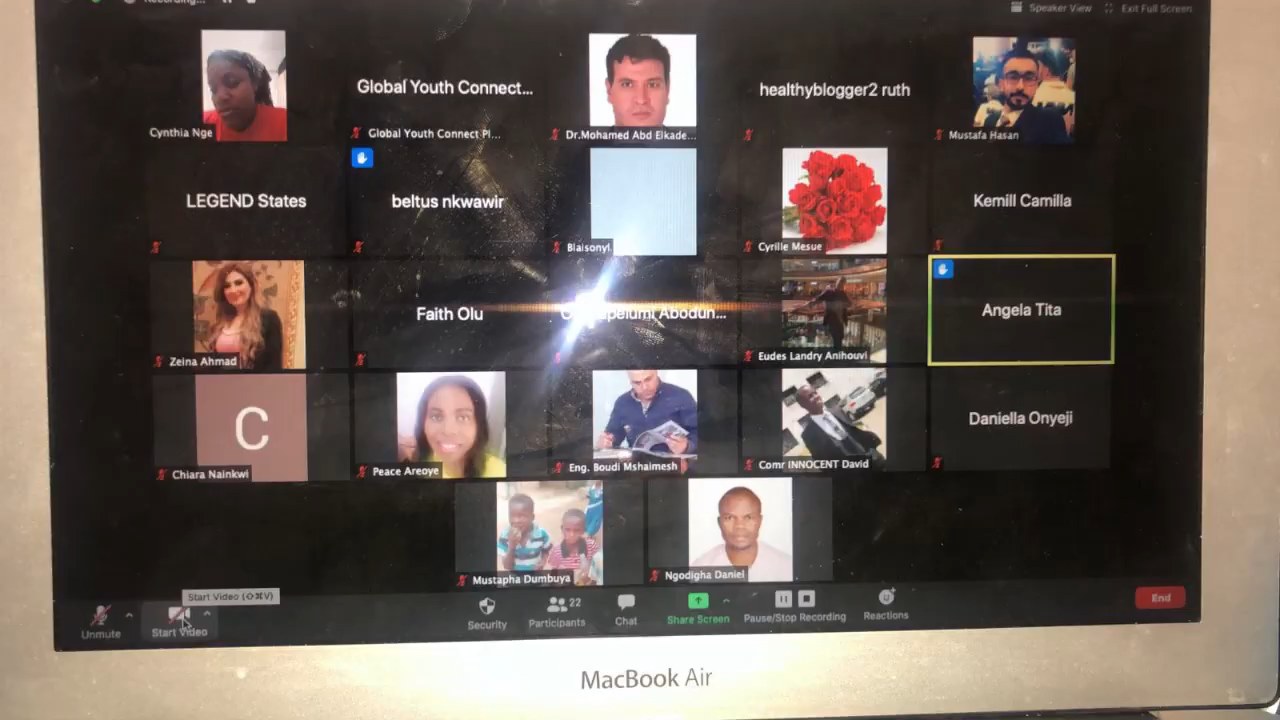 Recording...
Speaker View
Exit Full Screen
Cynthia Nge
Global Youth Connect...
Global Youth Connect Pl...
Dr.Mohamed Abd Elkade...
healthyblogger2 ruth
Mustafa Hasan
LEGEND States
beltus nkwawir
Blaisonyl
Cyrille Mesue
Kemill Camilla
Zeina Ahmad
Faith Olu
Abodun...
Eudes Landry Anihouvi
Angela Tita
C
Chiara Nainkwi
Peace Areoye
Eng. Boudi Mshaimesh
Comr INNOCENT David
Daniella Onyeji
Mustapha Dumbuya
Ngodigha Daniel
Start Video (⇧⌘V)
Unmute
Start Video
Security
22
Participants
Chat
Share Screen
Pause/Stop Recording
Reactions
End
MacBook Air